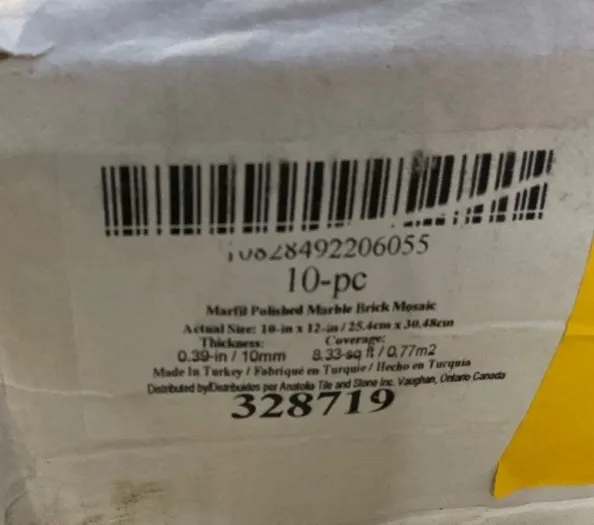 10828492206055
10-pc
Marfil Polished Marble Brick Mosaic
Actual Size: 10-in x 12-in / 25.4cm x 30.48cm
Thickness: Coverage:
0.39-in / 10mm 8.33-sq ft / 0.77m2
Made In Turkey / Fabriqué en Turquie / Hecho en Turquia
Distributed by/Distribuidos por Anatolia Tile and Stone Inc. Vaughan, Ontario Canada
328719